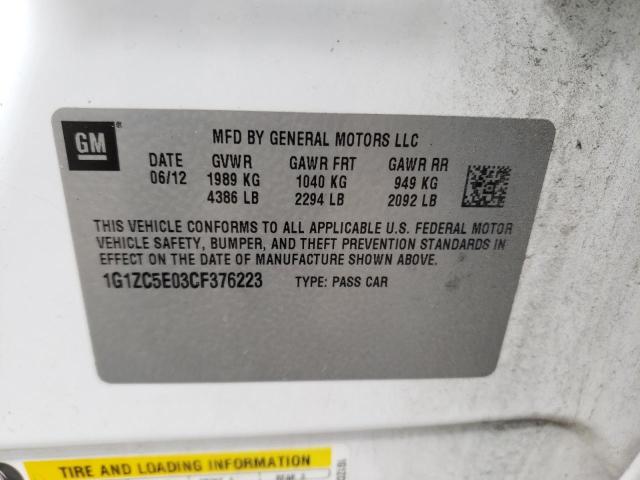 GM
MFD BY GENERAL MOTORS LLC
DATE GVWR GAWR FRT GAWR RR
06/12 1989 KG 1040 KG 949 KG
4386 LB 2294 LB 2092 LB
THIS VEHICLE CONFORMS TO ALL APPLICABLE U.S. FEDERAL MOTOR
VEHICLE SAFETY, BUMPER, AND THEFT PREVENTION STANDARDS IN
EFFECT ON THE DATE OF MANUFACTURE SHOWN ABOVE.
1G1ZC5E03CF376223 TYPE: PASS CAR
TIRE AND LOADING INFORMATION